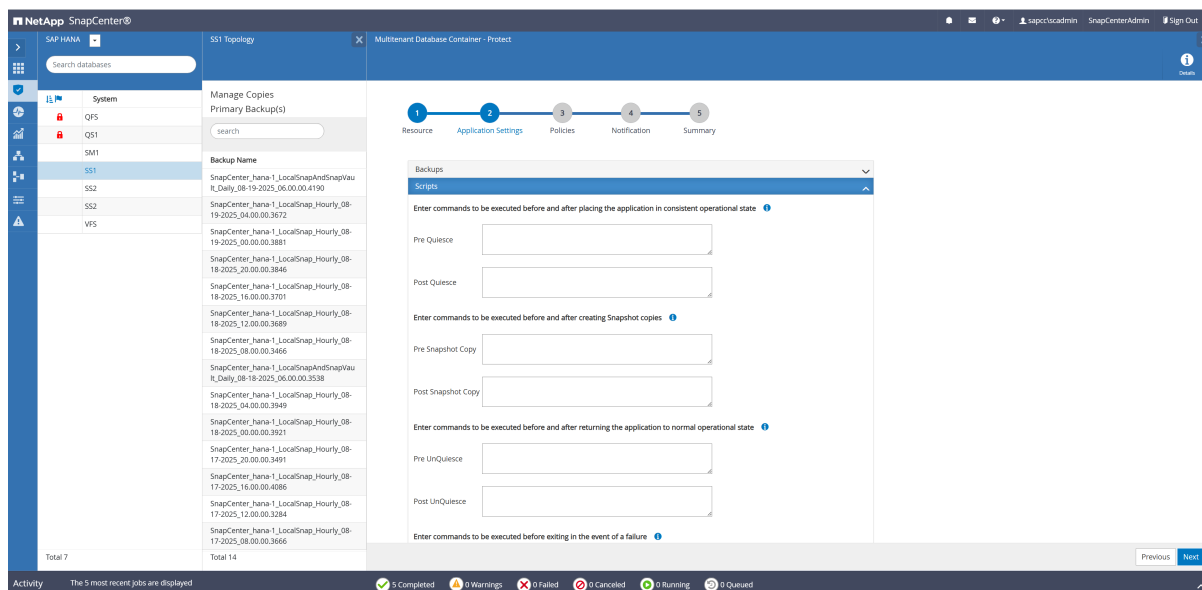 NetApp SnapCenter®
sapcc\scadmin SnapCenterAdmin Sign Out
SAP HANA
Search databases
System
QFS
QS1
SM1
SS1
SS2
SS2
VFS
Total 7
SS1 Topology
Manage Copies
Primary Backup(s)
search
Backup Name
SnapCenter_hana-1_LocalSnapAndSnapVau
lt_Daily_08-19-2025_06.00.00.4190
SnapCenter_hana-1_LocalSnap_Hourly_08-
19-2025_04.00.00.3672
SnapCenter_hana-1_LocalSnap_Hourly_08-
19-2025_00.00.00.3881
SnapCenter_hana-1_LocalSnap_Hourly_08-
18-2025_20.00.00.3846
SnapCenter_hana-1_LocalSnap_Hourly_08-
18-2025_16.00.00.3701
SnapCenter_hana-1_LocalSnap_Hourly_08-
18-2025_12.00.00.3689
SnapCenter_hana-1_LocalSnap_Hourly_08-
18-2025_08.00.00.3466
SnapCenter_hana-1_LocalSnapAndSnapVau
lt_Daily_08-18-2025_06.00.00.3538
SnapCenter_hana-1_LocalSnap_Hourly_08-
18-2025_04.00.00.3949
SnapCenter_hana-1_LocalSnap_Hourly_08-
18-2025_00.00.00.3921
SnapCenter_hana-1_LocalSnap_Hourly_08-
17-2025_20.00.00.3491
SnapCenter_hana-1_LocalSnap_Hourly_08-
17-2025_16.00.00.4086
SnapCenter_hana-1_LocalSnap_Hourly_08-
17-2025_12.00.00.3284
SnapCenter_hana-1_LocalSnap_Hourly_08-
17-2025_08.00.00.3666
Total 14
Multitenant Database Container - Protect
Details
1 2 3 4 5
Resource Application Settings Policies Notification Summary
Backups
Scripts
Enter commands to be executed before and after placing the application in consistent operational state
Pre Quiesce
Post Quiesce
Enter commands to be executed before and after creating Snapshot copies
Pre Snapshot Copy
Post Snapshot Copy
Enter commands to be executed before and after returning the application to normal operational state
Pre UnQuiesce
Post UnQuiesce
Enter commands to be executed before exiting in the event of a failure
Previous Next
Activity The 5 most recent jobs are displayed 5 Completed 0 Warnings 0 Failed 0 Canceled 0 Running 0 Queued